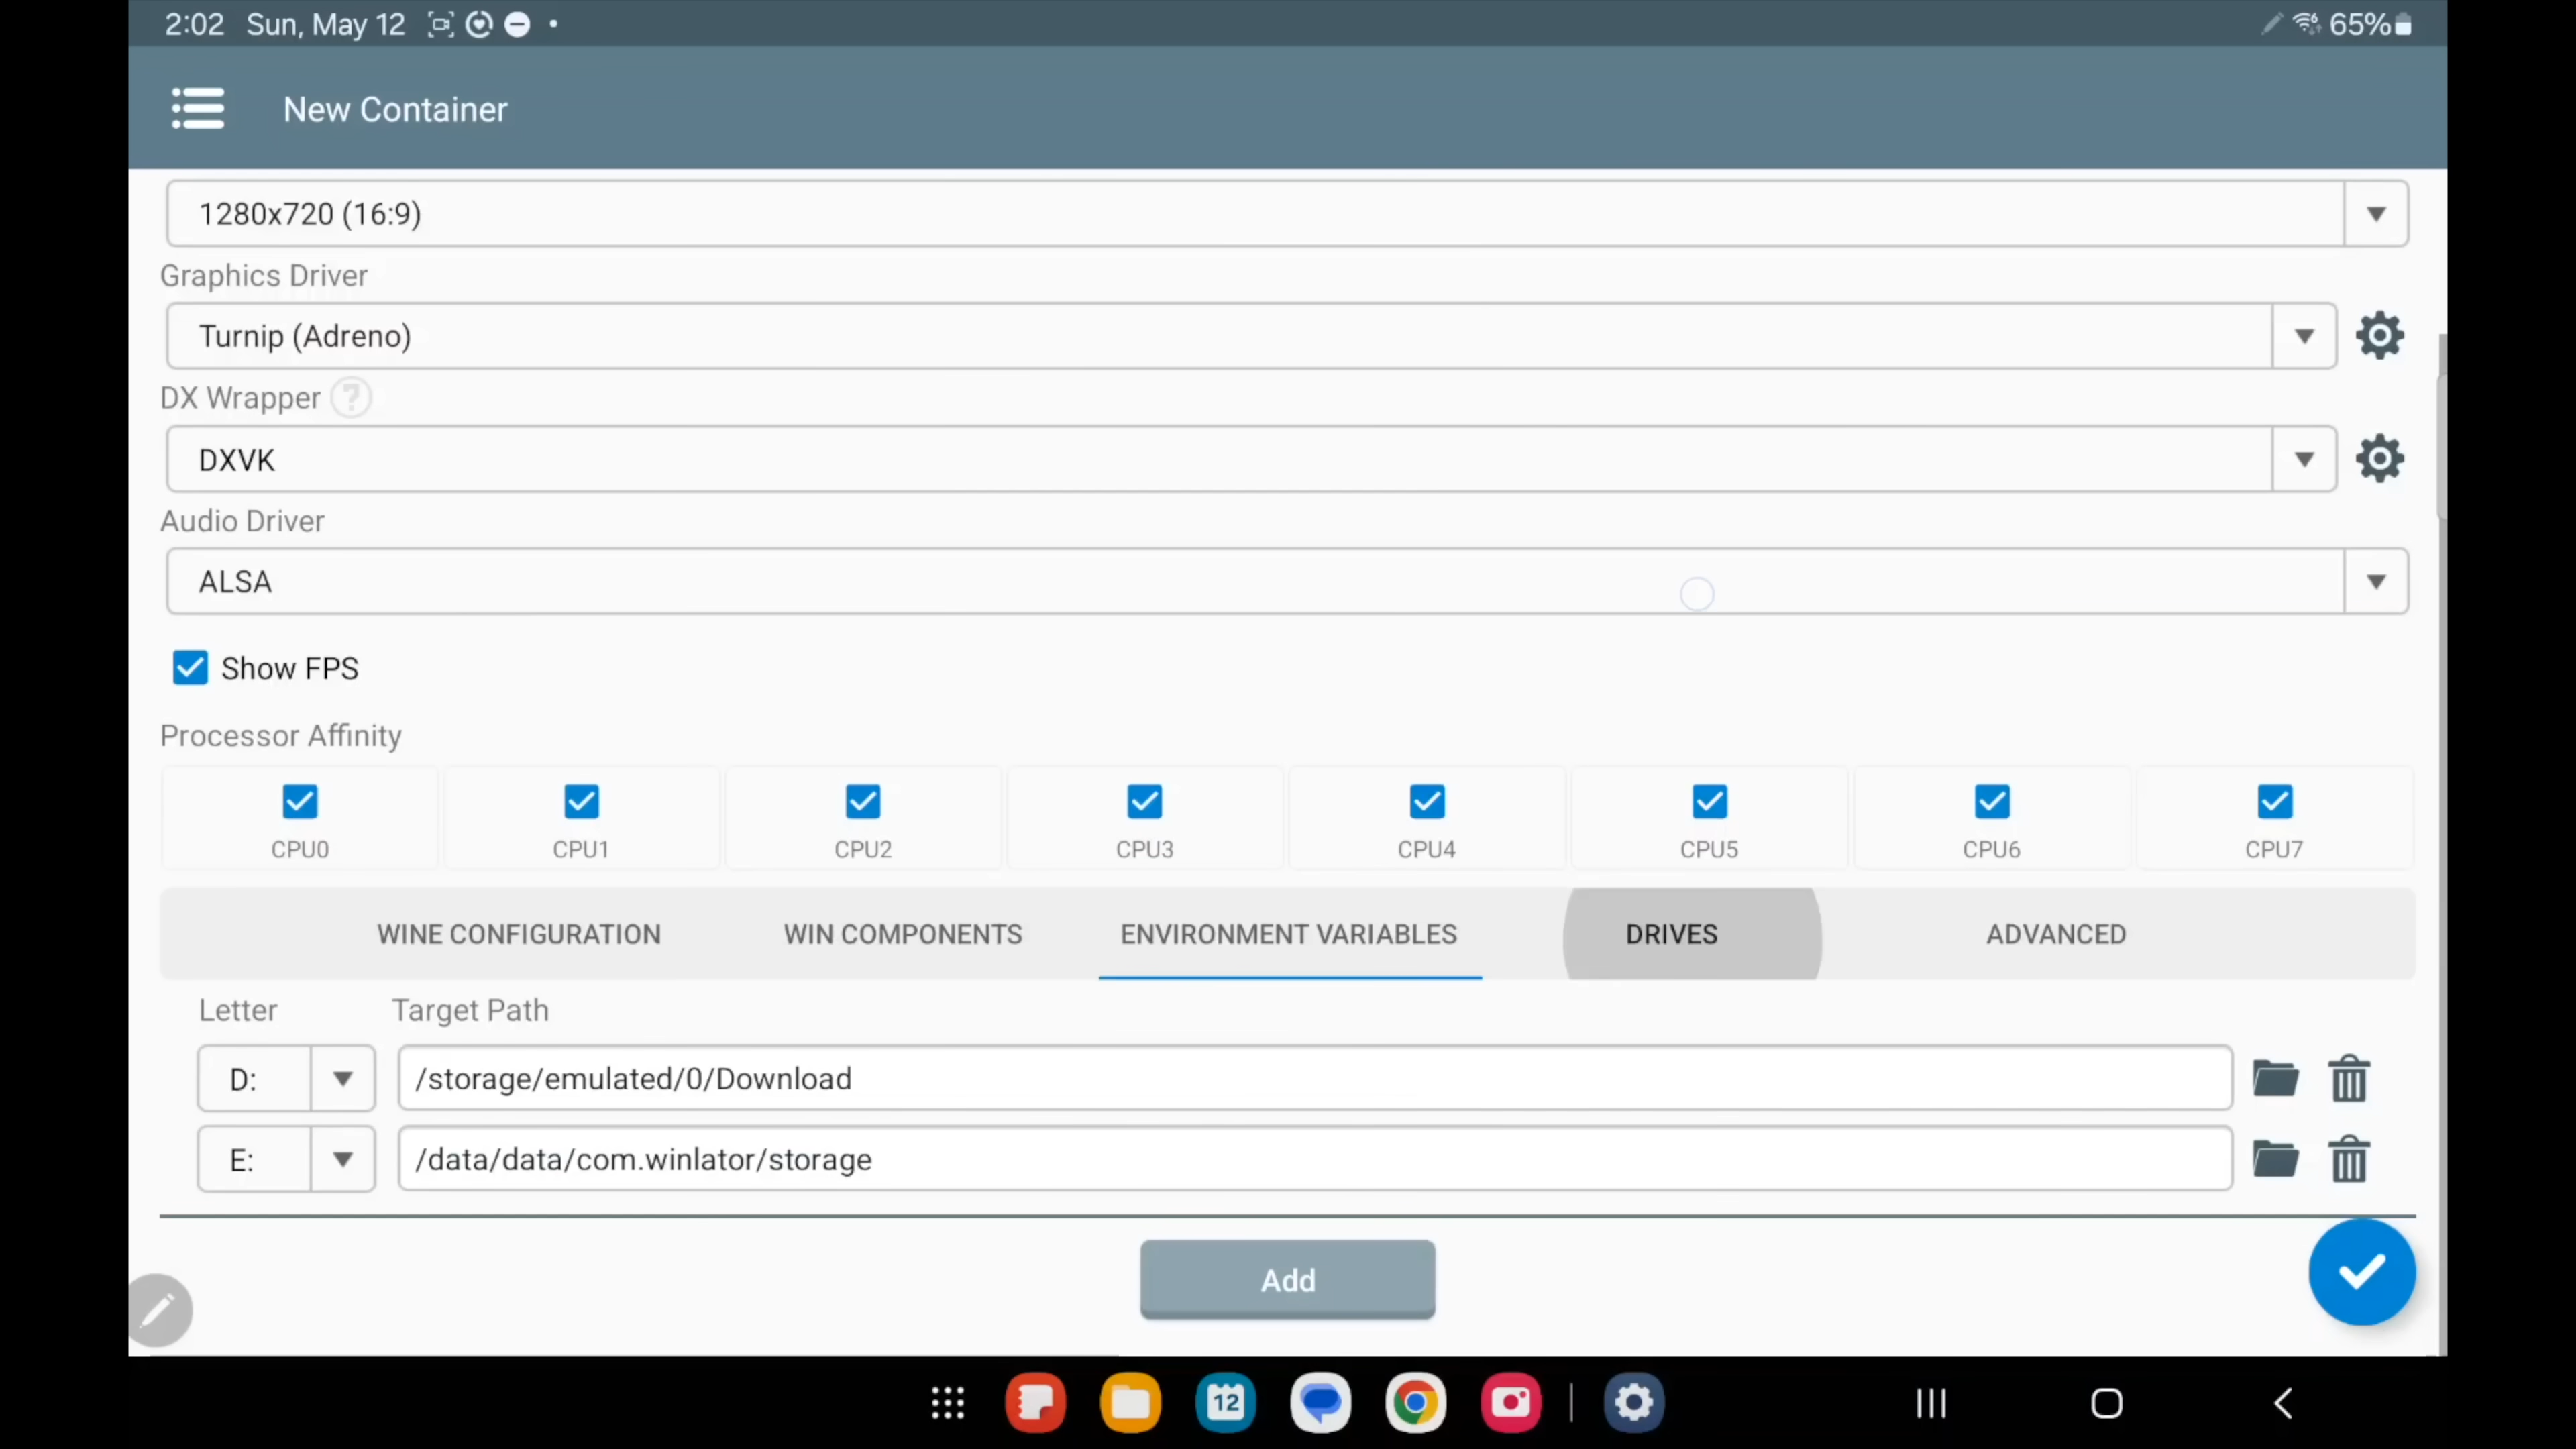 2:02 Sun, May 12
65%
New Container
1280x720 (16:9)
Graphics Driver
Turnip (Adreno)
DX Wrapper ?
DXVK
Audio Driver
ALSA
Show FPS
Processor Affinity
CPU0 CPU1 CPU2 CPU3 CPU4 CPU5 CPU6 CPU7
WINE CONFIGURATION WIN COMPONENTS ENVIRONMENT VARIABLES DRIVES ADVANCED
Letter Target Path
D: /storage/emulated/0/Download
E: /data/data/com.winlator/storage
Add
12